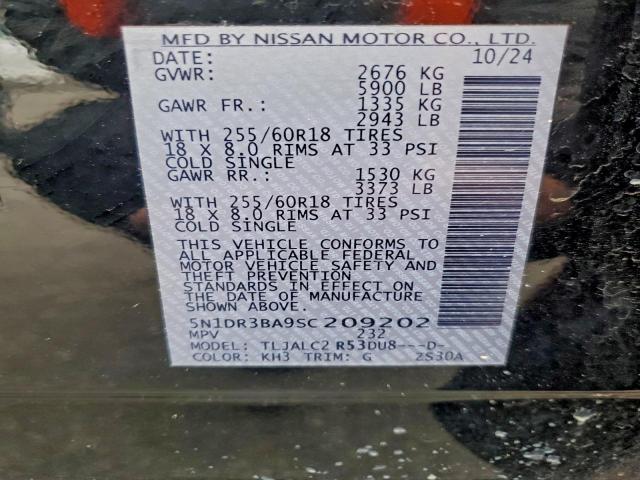 MFD BY NISSAN MOTOR CO., LTD.
DATE: 10/24
GVWR: 2676 KG
5900 LB
GAWR FR.: 1335 KG
2943 LB
WITH 255/60R18 TIRES
18 X 8.0 RIMS AT 33 PSI
COLD SINGLE
GAWR RR.: 1530 KG
3373 LB
WITH 255/60R18 TIRES
18 X 8.0 RIMS AT 33 PSI
COLD SINGLE
THIS VEHICLE CONFORMS TO
ALL APPLICABLE FEDERAL
MOTOR VEHICLE SAFETY AND
THEFT PREVENTION
STANDARDS IN EFFECT ON
THE DATE OF MANUFACTURE
SHOWN ABOVE.
5N1DR3BA9SC209202
MPV 232
MODEL: TLJALC2 R53DU8---D-
COLOR: KH3 TRIM: G 2S30A